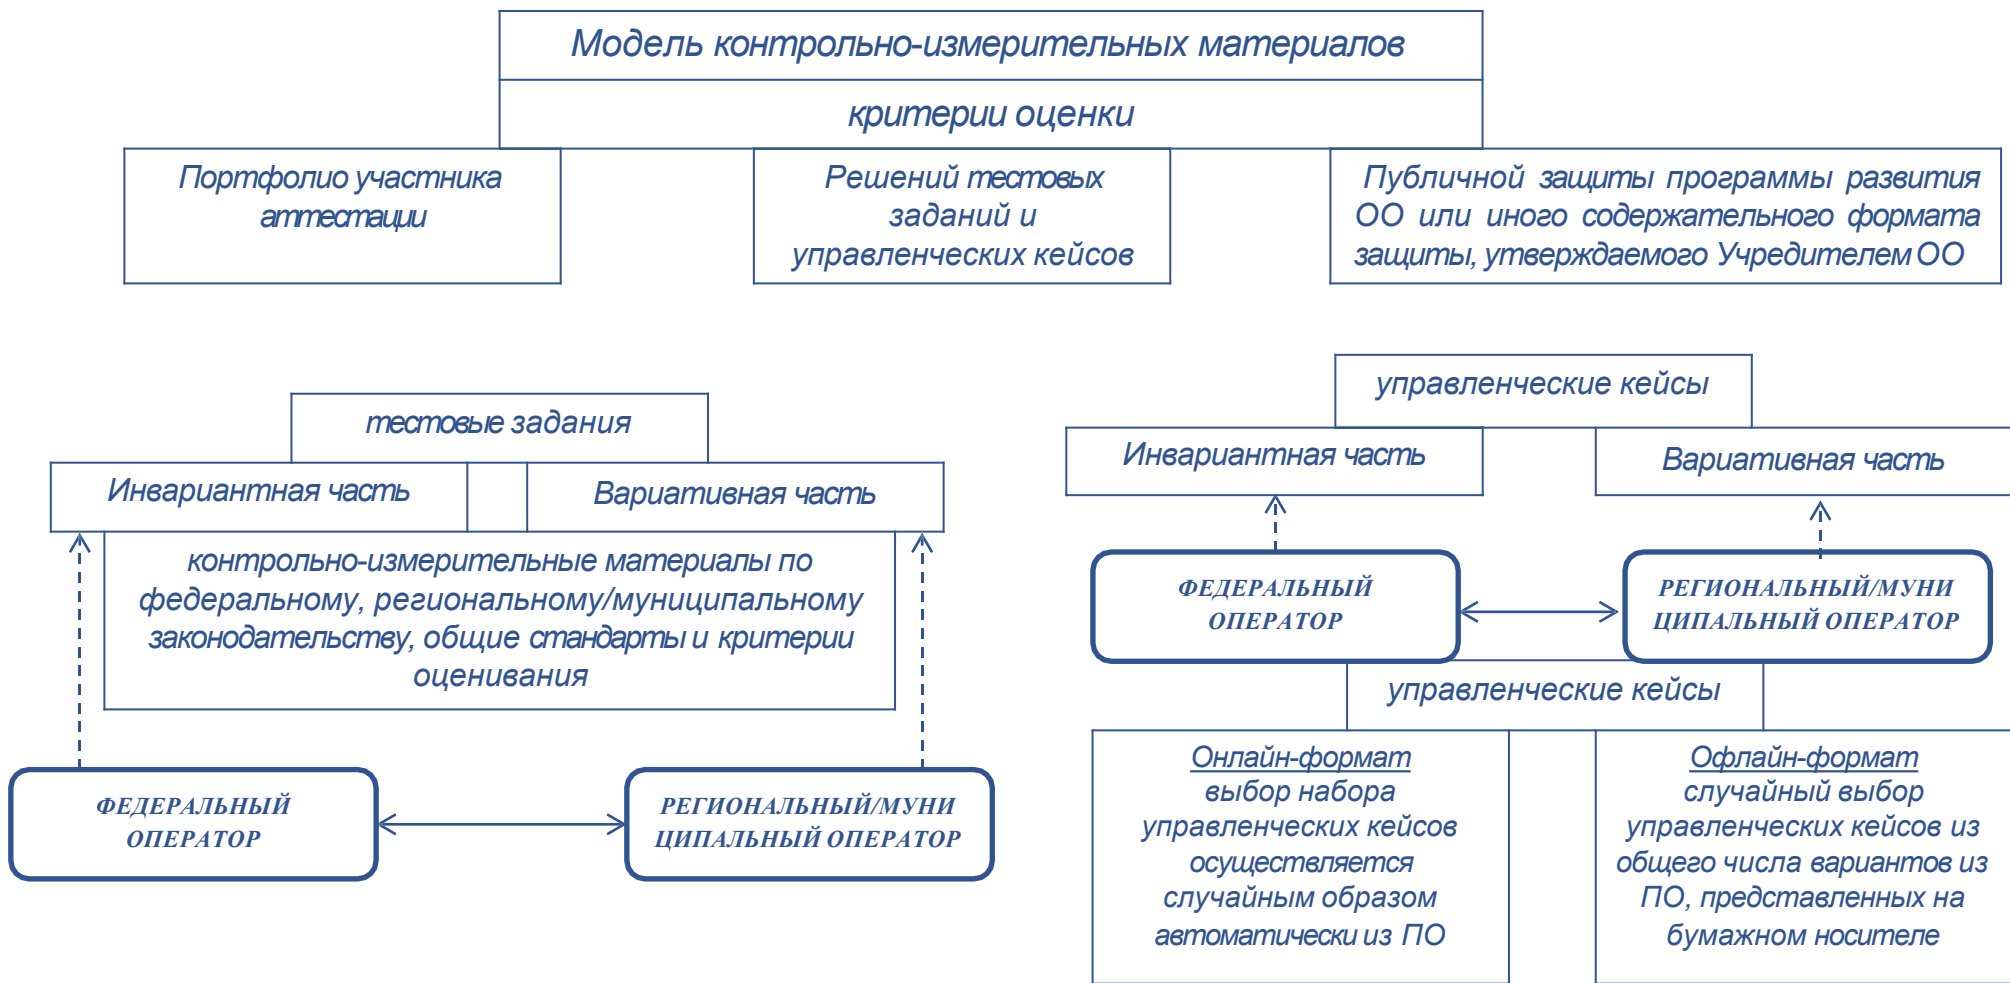 Модель контрольно-измерительных материалов
критерии оценки
Портфолио участника
аттестации
Решений тестовых
заданий и
управленческих кейсов
Публичной защиты программы развития
ОО или иного содержательного формата
защиты, утверждаемого Учредителем ОО
тестовые задания
Инвариантная часть
Вариативная часть
контрольно-измерительные материалы по
федеральному, региональному/муниципальному
законодательству, общие стандарты и критерии
оценивания
ФЕДЕРАЛЬНЫЙ
ОПЕРАТОР
РЕГИОНАЛЬНЫЙ/МУНИ
ЦИПАЛЬНЫЙ ОПЕРАТОР
управленческие кейсы
Инвариантная часть
Вариативная часть
ФЕДЕРАЛЬНЫЙ
ОПЕРАТОР
РЕГИОНАЛЬНЫЙ/МУНИ
ЦИПАЛЬНЫЙ ОПЕРАТОР
управленческие кейсы
Онлайн-формат
выбор набора
управленческих кейсов
осуществляется
случайным образом
автоматически из ПО
Офлайн-формат
случайный выбор
управленческих кейсов из
общего числа вариантов из
ПО, представленных на
бумажном носителе